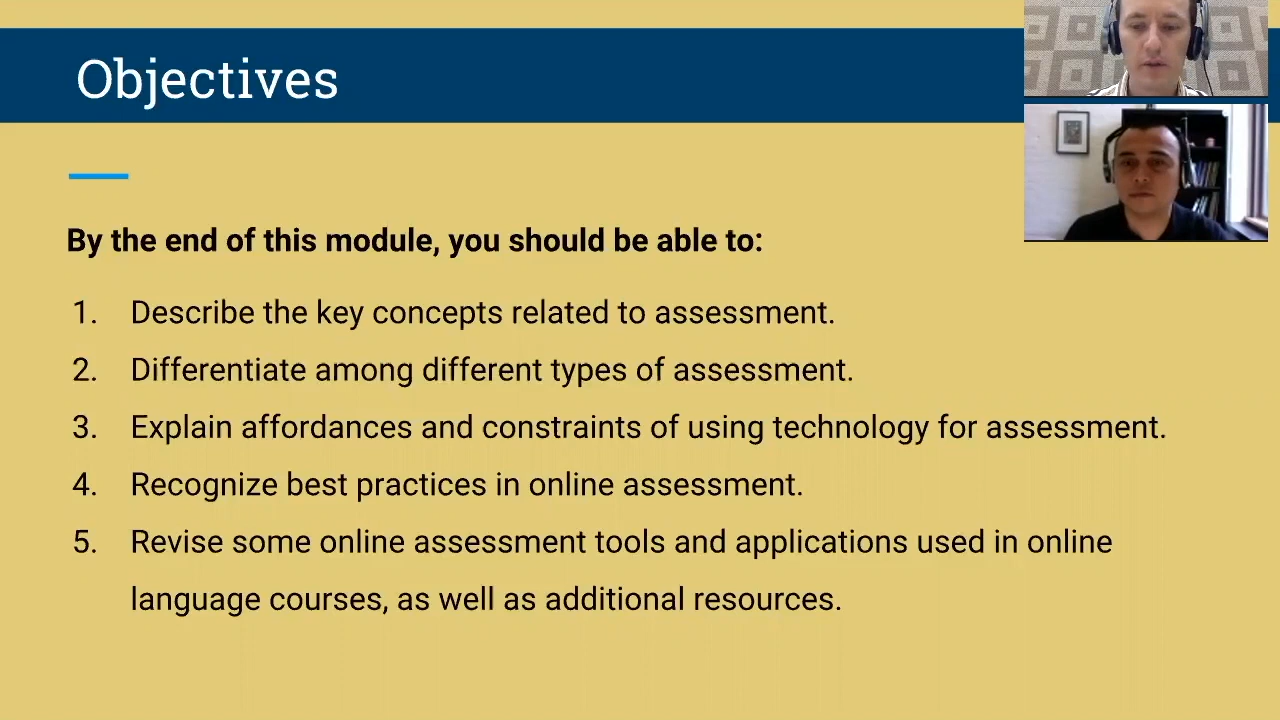 Objectives
By the end of this module, you should be able to:
1. Describe the key concepts related to assessment.
2. Differentiate among different types of assessment.
3. Explain affordances and constraints of using technology for assessment.
4. Recognize best practices in online assessment.
5. Revise some online assessment tools and applications used in online
language courses, as well as additional resources.